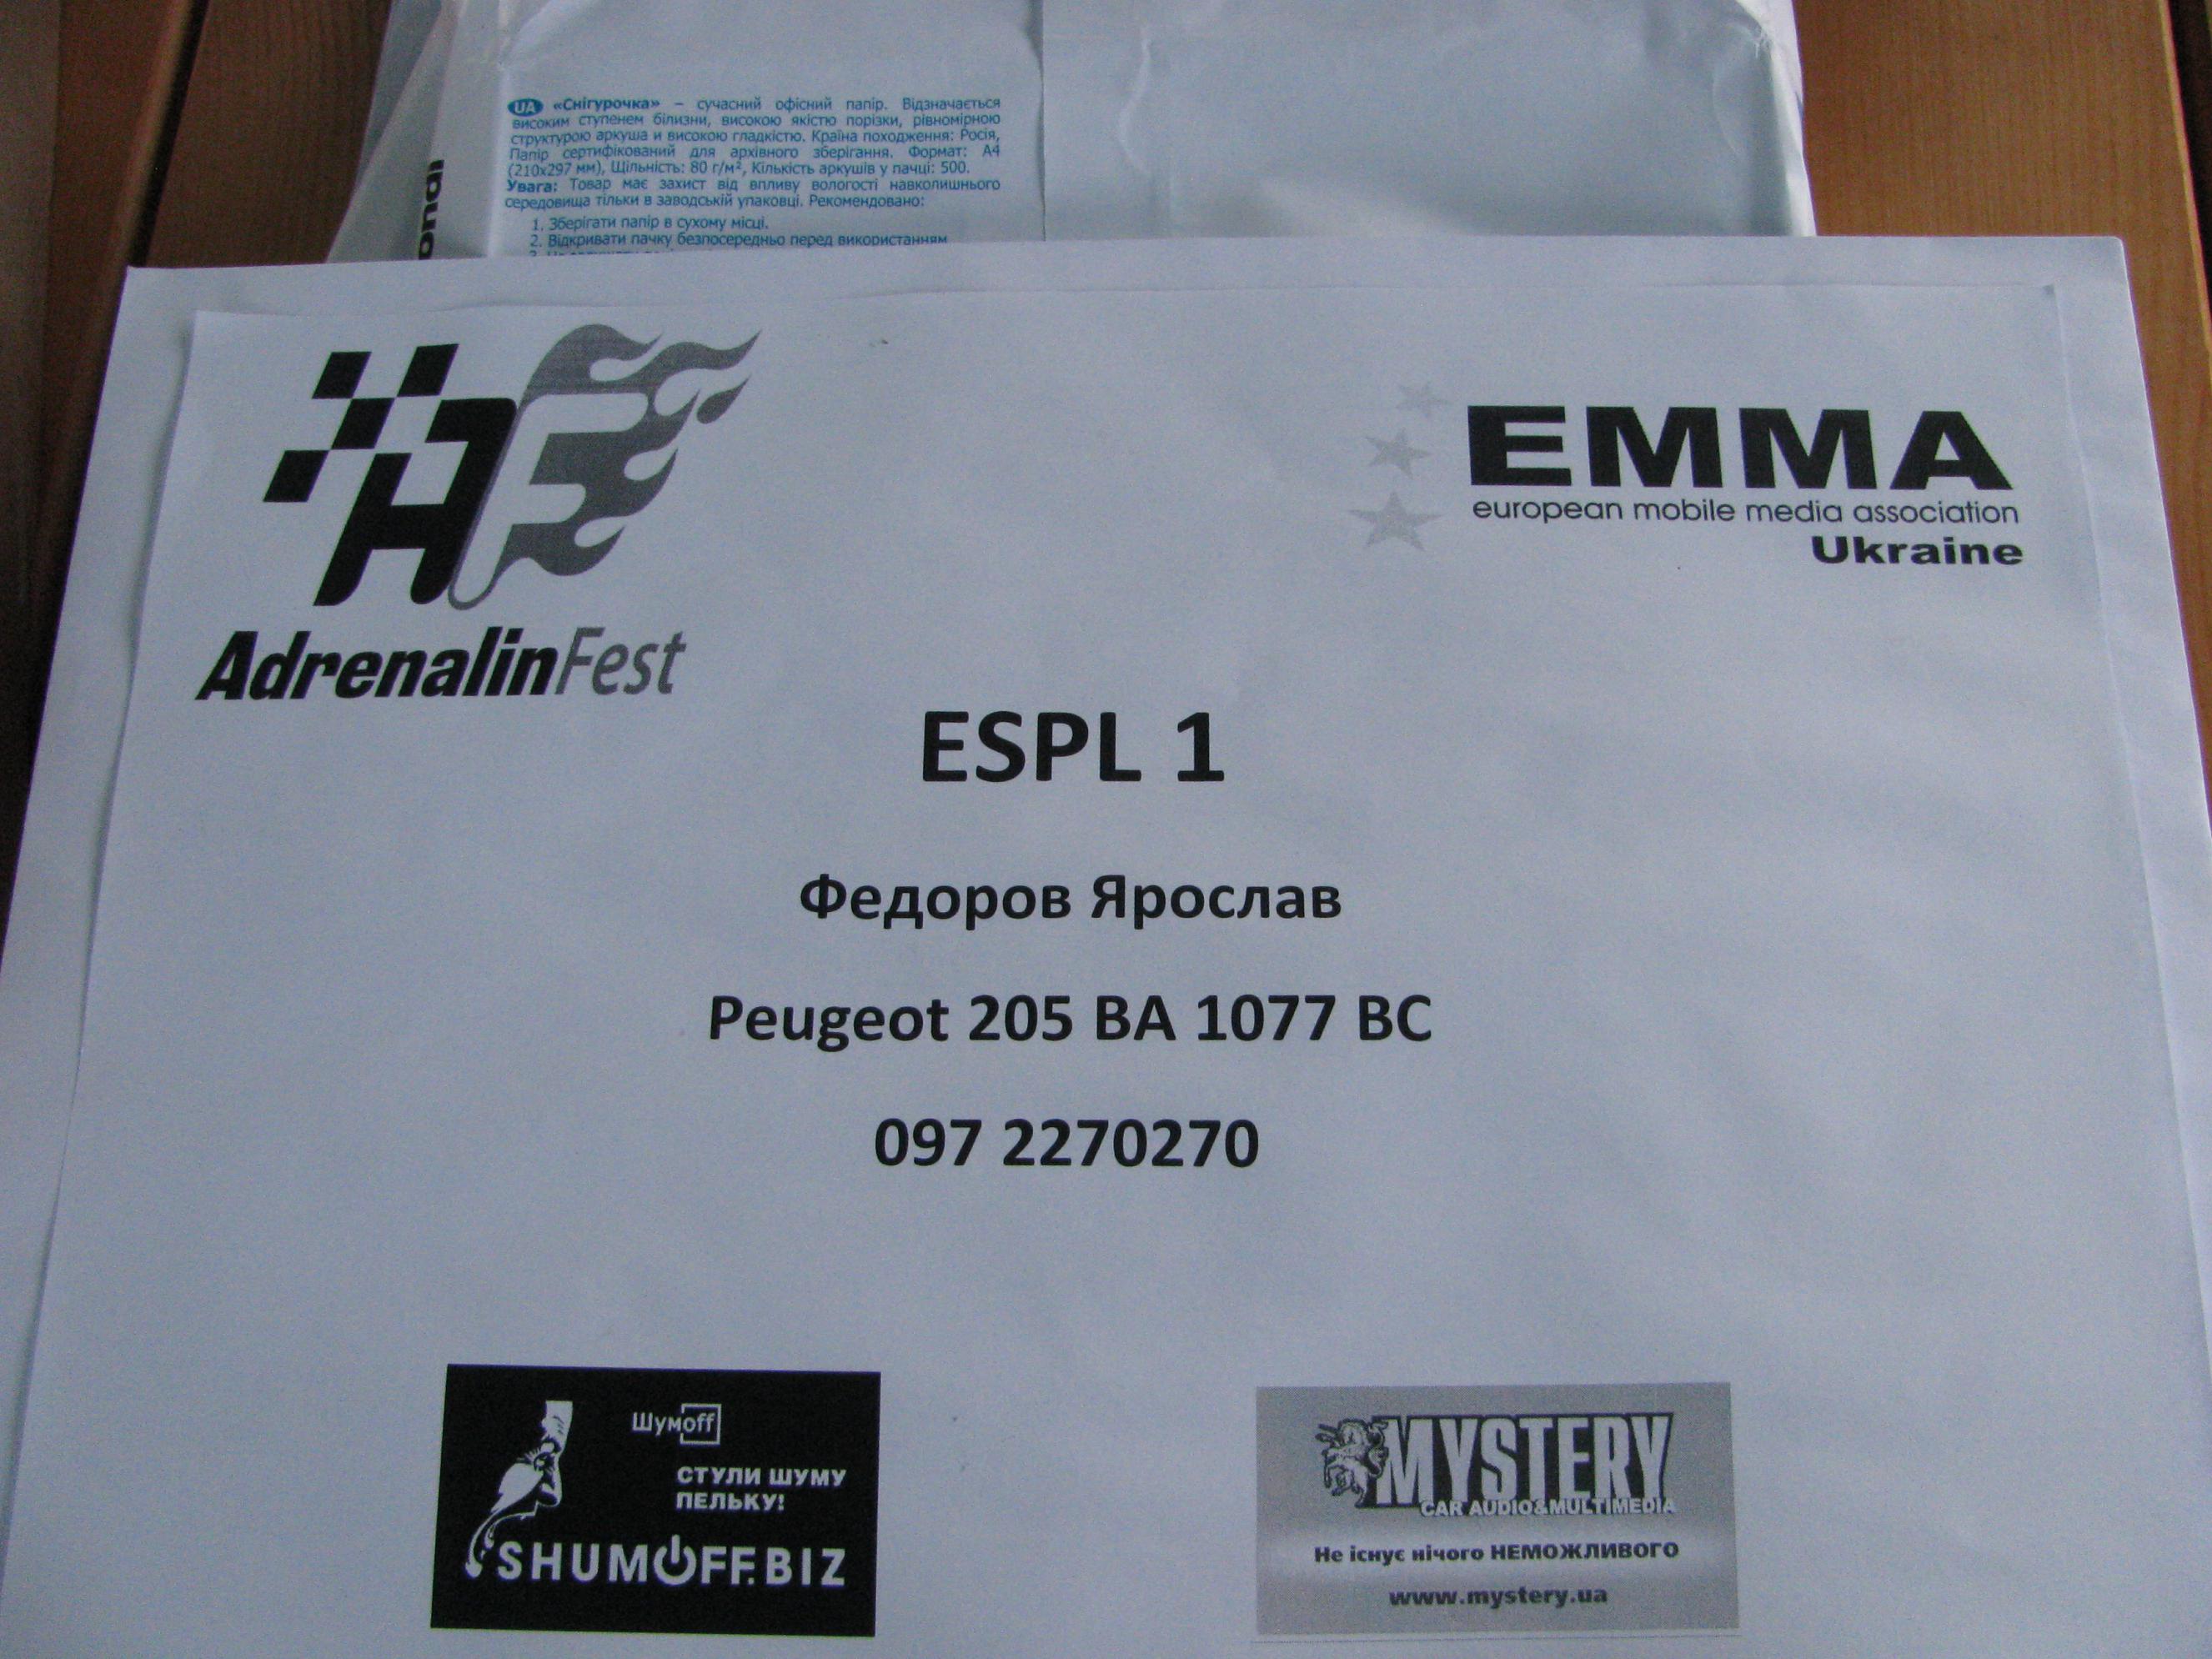 UA «Снігурочка» – сучасний офісний папір. Відзначається
високим ступенем білизни, високою якістю порізки, рівномірною
структурою аркуша и високою гладкістю. Країна походження: Росія,
Папір сертифікований для архівного зберігання. Формат: А4
(210х297 мм), Щільність: 80 г/м², Кількість аркушів у пачці: 500.
Увага: Товар має захист від впливу вологості навколишнього
середовища тільки в заводській упаковці. Рекомендовано:
1. Зберігати папір в сухому місці.
2. Відкривати пачку безпосередньо перед використанням
ondi
AF
AdrenalinFest
EMMA
european mobile media association
Ukraine
ESPL 1
Федоров Ярослав
Peugeot 205 BA 1077 BC
097 2270270
Шумoff
СТУЛИ ШУМУ
ПЕЛЬКУ!
SHUMOFF.BIZ
MYSTERY
CAR AUDIO&MULTIMEDIA
Не існує нічого НЕМОЖЛИВОГО
www.mystery.ua